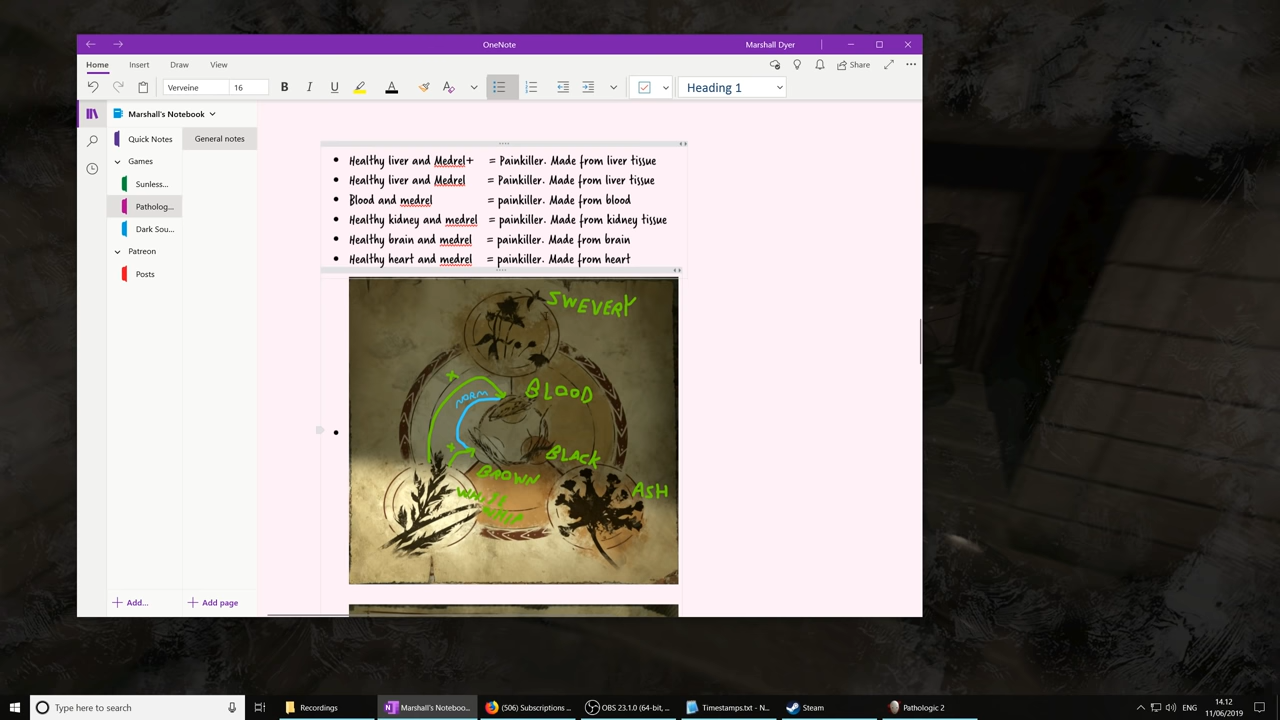 OneNote
Marshall Dyer
Home Insert Draw View
Share
Verveine 16 B I U A Heading 1
Marshall's Notebook
General notes
Quick Notes
Games
Sunless...
Patholog...
Dark Sou...
Patreon
Posts
Healthy liver and Medrel+ = Painkiller. Made from liver tissue
Healthy liver and Medrel = Painkiller. Made from liver tissue
Blood and medrel = painkiller. Made from blood
Healthy kidney and medrel = painkiller. Made from kidney tissue
Healthy brain and medrel = painkiller. Made from brain
Healthy heart and medrel = painkiller. Made from heart
SWEVERY
+
BLOOD
NORM
+
BLACK
BROWN
ASH
WHIP
Add...
Add page
Type here to search
Recordings
Marshall's Noteboo...
(506) Subscriptions ...
OBS 23.1.0 (64-bit, ...
Timestamps.txt - N...
Steam
Pathologic 2
ENG
14.12
11/06/2019